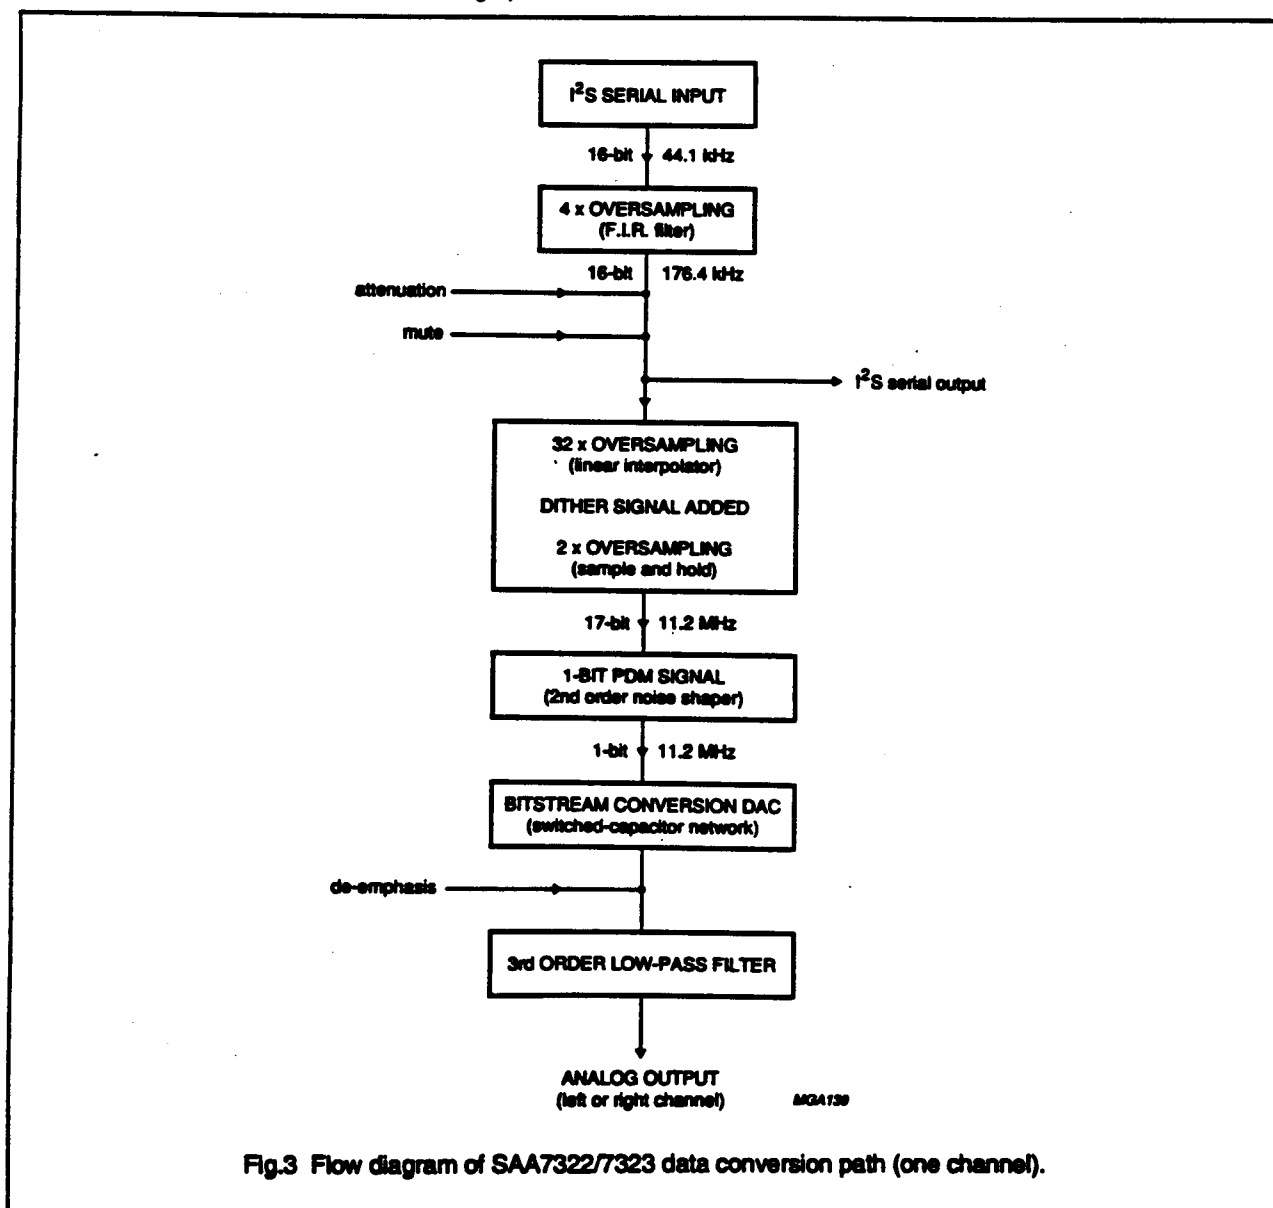 I²S SERIAL INPUT
16-bit 44.1 kHz
4 x OVERSAMPLING
(F.I.R. filter)
16-bit 176.4 kHz
attenuation
mute
I²S serial output
32 x OVERSAMPLING
(linear interpolator)
DITHER SIGNAL ADDED
2 x OVERSAMPLING
(sample and hold)
17-bit 11.2 MHz
1-BIT PDM SIGNAL
(2nd order noise shaper)
1-bit 11.2 MHz
BITSTREAM CONVERSION DAC
(switched-capacitor network)
de-emphasis
3rd ORDER LOW-PASS FILTER
ANALOG OUTPUT
(left or right channel)
MGA139
Fig.3 Flow diagram of SAA7322/7323 data conversion path (one channel).